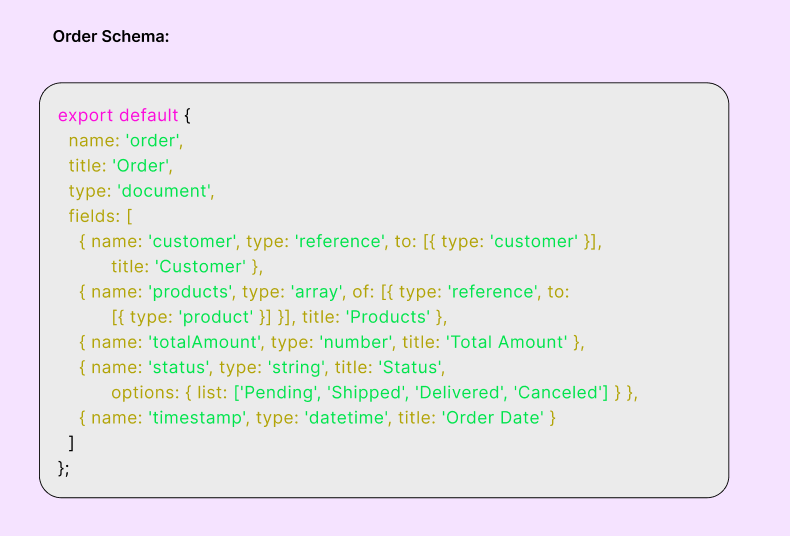 Order Schema:
export default {
name: 'order',
title: 'Order',
type: 'document',
fields: [
{ name: 'customer', type: 'reference', to: [{ type: 'customer' }],
title: 'Customer' },
{ name: 'products', type: 'array', of: [{ type: 'reference', to:
[{ type: 'product' }] }], title: 'Products' },
{ name: 'totalAmount', type: 'number', title: 'Total Amount' },
{ name: 'status', type: 'string', title: 'Status',
options: { list: ['Pending', 'Shipped', 'Delivered', 'Canceled'] } },
{ name: 'timestamp', type: 'datetime', title: 'Order Date' }
]
};